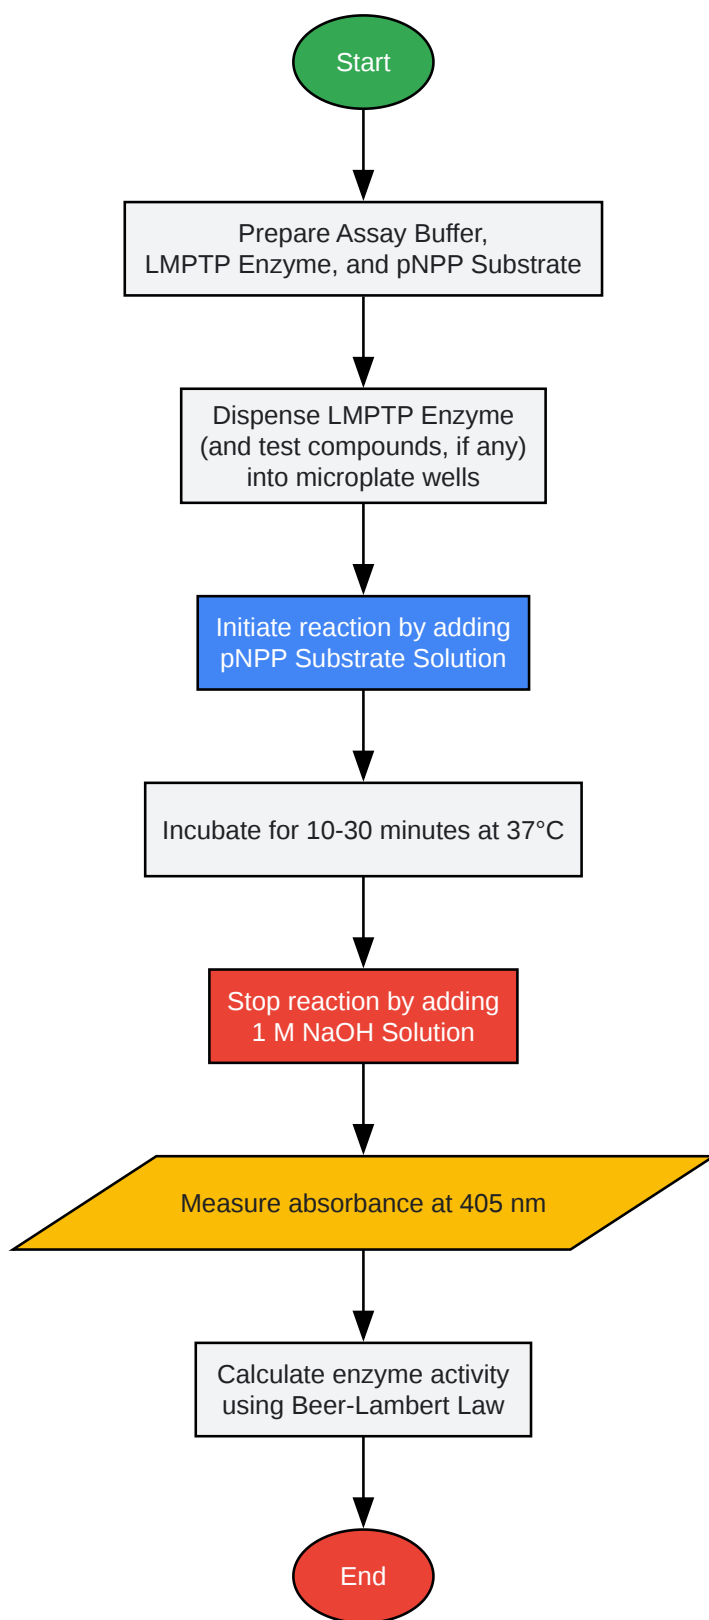 Start
Prepare Assay Buffer,
LMPTP Enzyme, and pNPP Substrate
Dispense LMPTP Enzyme
(and test compounds, if any)
into microplate wells
Initiate reaction by adding
pNPP Substrate Solution
Incubate for 10-30 minutes at 37°C
Stop reaction by adding
1 M NaOH Solution
Measure absorbance at 405 nm
Calculate enzyme activity
using Beer-Lambert Law
End